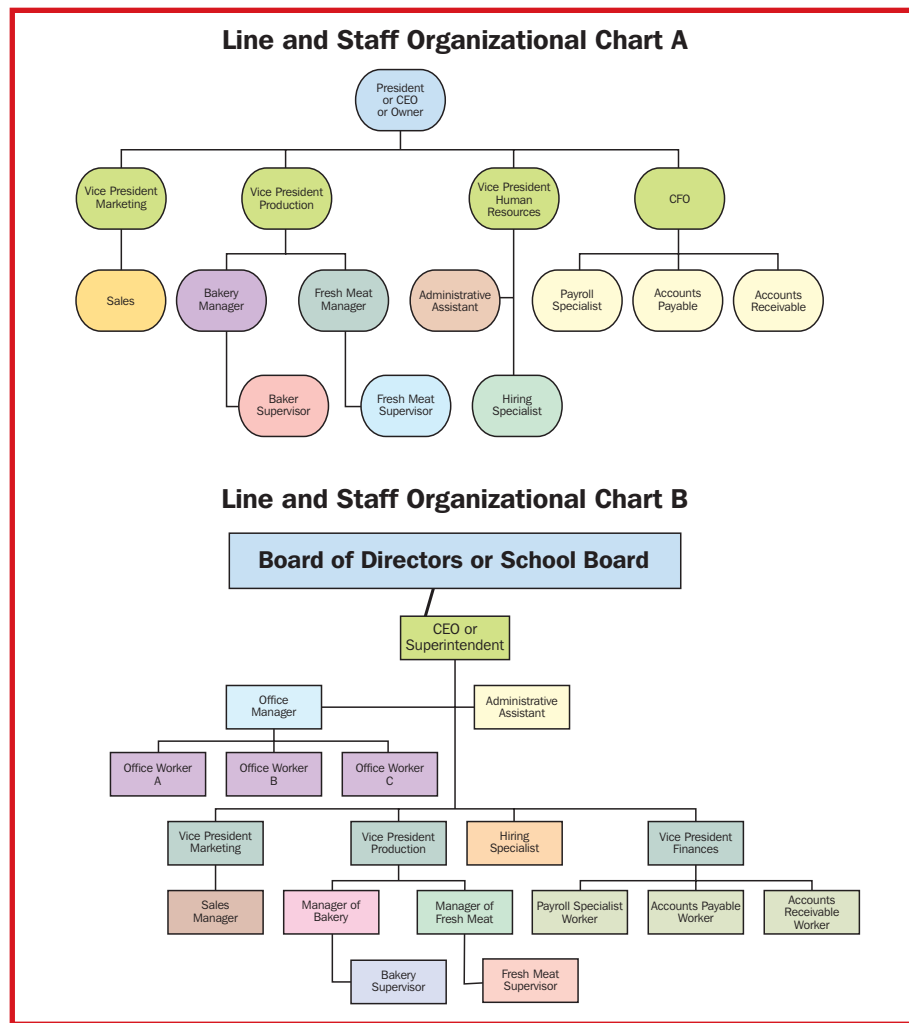 Line and Staff Organizational Chart A
President
or CEO
or Owner
Vice President
Marketing
Vice President
Production
Vice President
Human
Resources
CFO
Sales
Bakery
Manager
Fresh Meat
Manager
Administrative
Assistant
Payroll
Specialist
Accounts
Payable
Accounts
Receivable
Baker
Supervisor
Fresh Meat
Supervisor
Hiring
Specialist
Line and Staff Organizational Chart B
Board of Directors or School Board
CEO or
Superintendent
Office
Manager
Administrative
Assistant
Office Worker
A
Office Worker
B
Office Worker
C
Vice President
Marketing
Vice President
Production
Hiring
Specialist
Vice President
Finances
Sales
Manager
Manager of
Bakery
Manager of
Fresh Meat
Payroll Specialist
Worker
Accounts Payable
Worker
Accounts
Receivable
Worker
Bakery
Supervisor
Fresh Meat
Supervisor